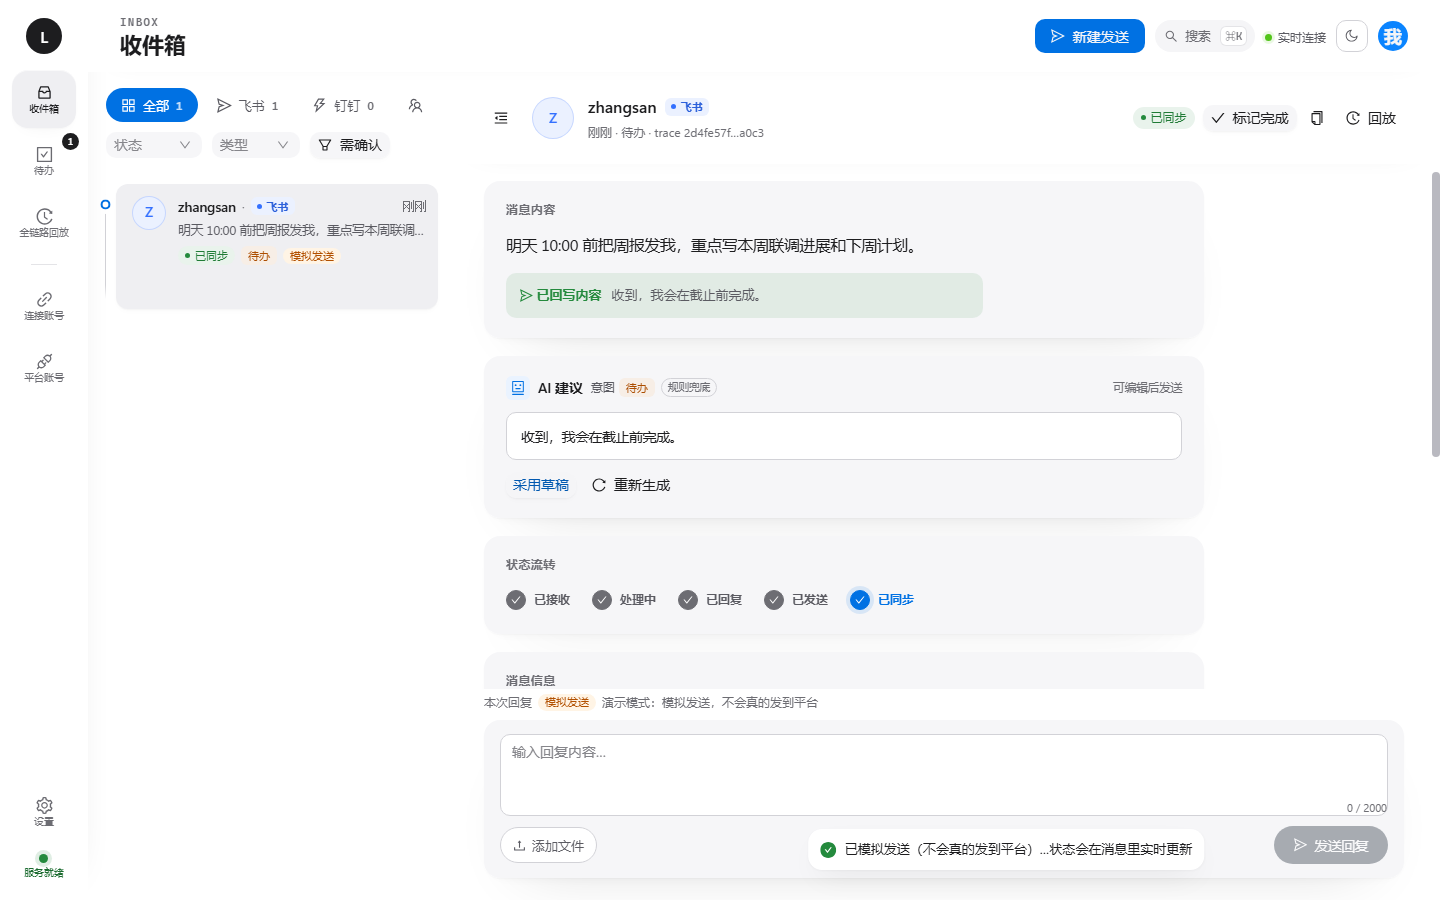 L
INBOX
收件箱
新建发送
搜索 ⌘K
实时连接
我
收件箱
1
待办
全链路回放
连接账号
平台账号
设置
服务就绪
全部 1
飞书 1
钉钉 0
状态
类型
需确认
Z
zhangsan · 飞书 刚刚
明天 10:00 前把周报发我，重点写本周联调...
已同步 待办 模拟发送
Z
zhangsan 飞书
刚刚 · 待办 · trace 2d4fe57f...a0c3
已同步
标记完成
回放
消息内容
明天 10:00 前把周报发我，重点写本周联调进展和下周计划。
已回写内容 收到，我会在截止前完成。
AI 建议 意图 待办 规则兜底 可编辑后发送
收到，我会在截止前完成。
采用草稿 重新生成
状态流转
已接收 处理中 已回复 已发送 已同步
消息信息
本次回复 模拟发送 演示模式：模拟发送，不会真的发到平台
输入回复内容...
0 / 2000
添加文件
已模拟发送（不会真的发到平台）...状态会在消息里实时更新
发送回复